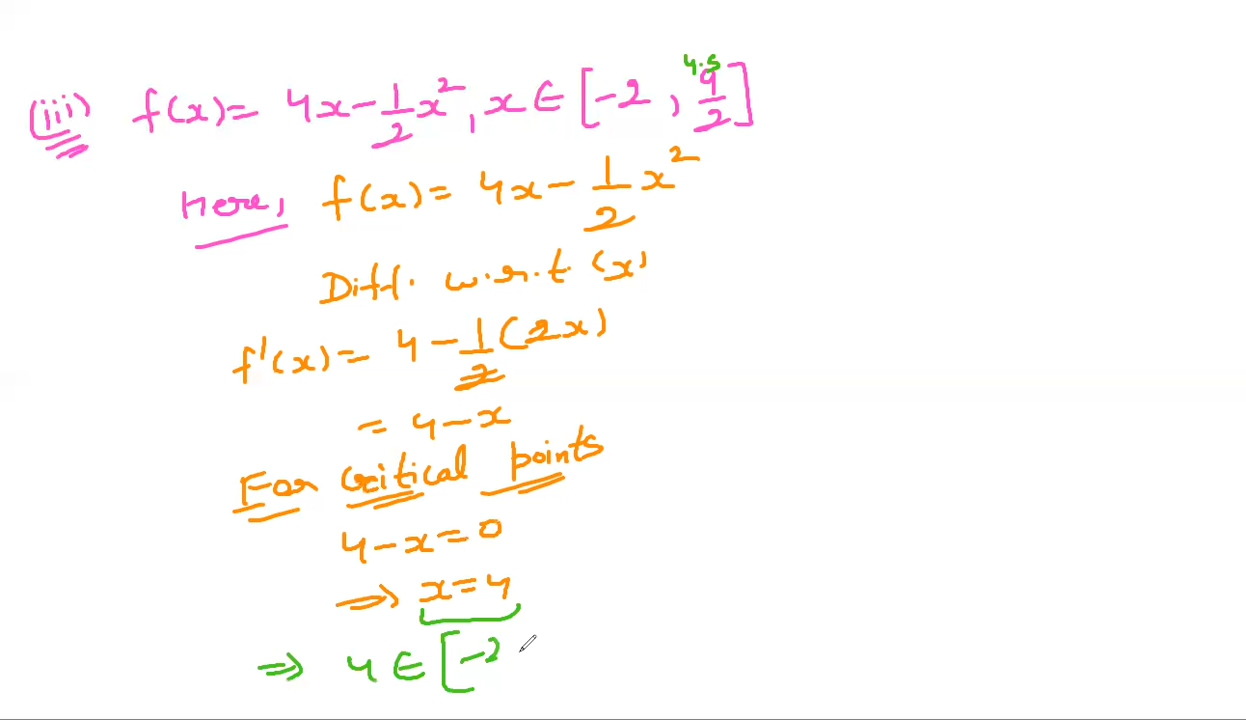 (iii) f(x)= 4x-1/2 x², x∈[-2, 9/2] 4.5
Here, f(x)= 4x-1/2 x²
Diff. w.r.t (x)
f'(x)= 4-1/2(2x)
= 4-x
For critical points
4-x=0
⇒ x=4
⇒ 4∈[-2